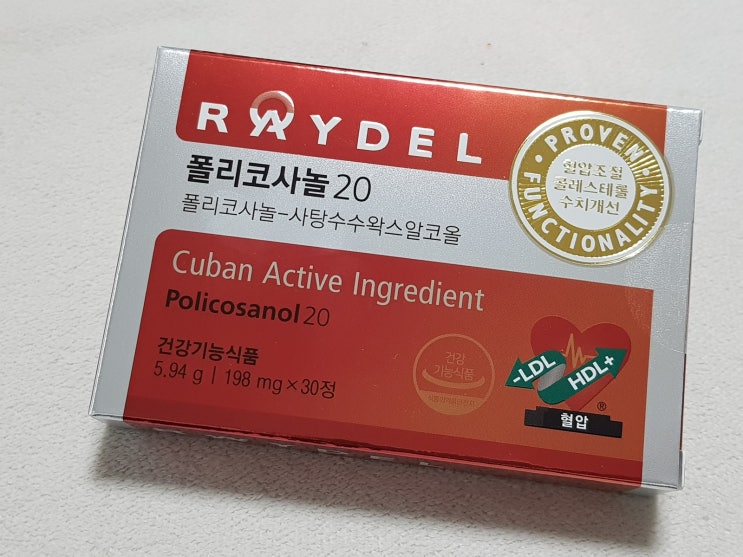 RAYDEL
폴리코사놀 20
폴리코사놀-사탕수수왁스알코올
PROVEN
혈압조절
콜레스테롤
수치개선
FUNCTIONALITY
Cuban Active Ingredient
Policosanol 20
건강기능식품
5.94 g | 198 mg × 30정
건강
기능식품
-LDL
HDL+
®
혈압